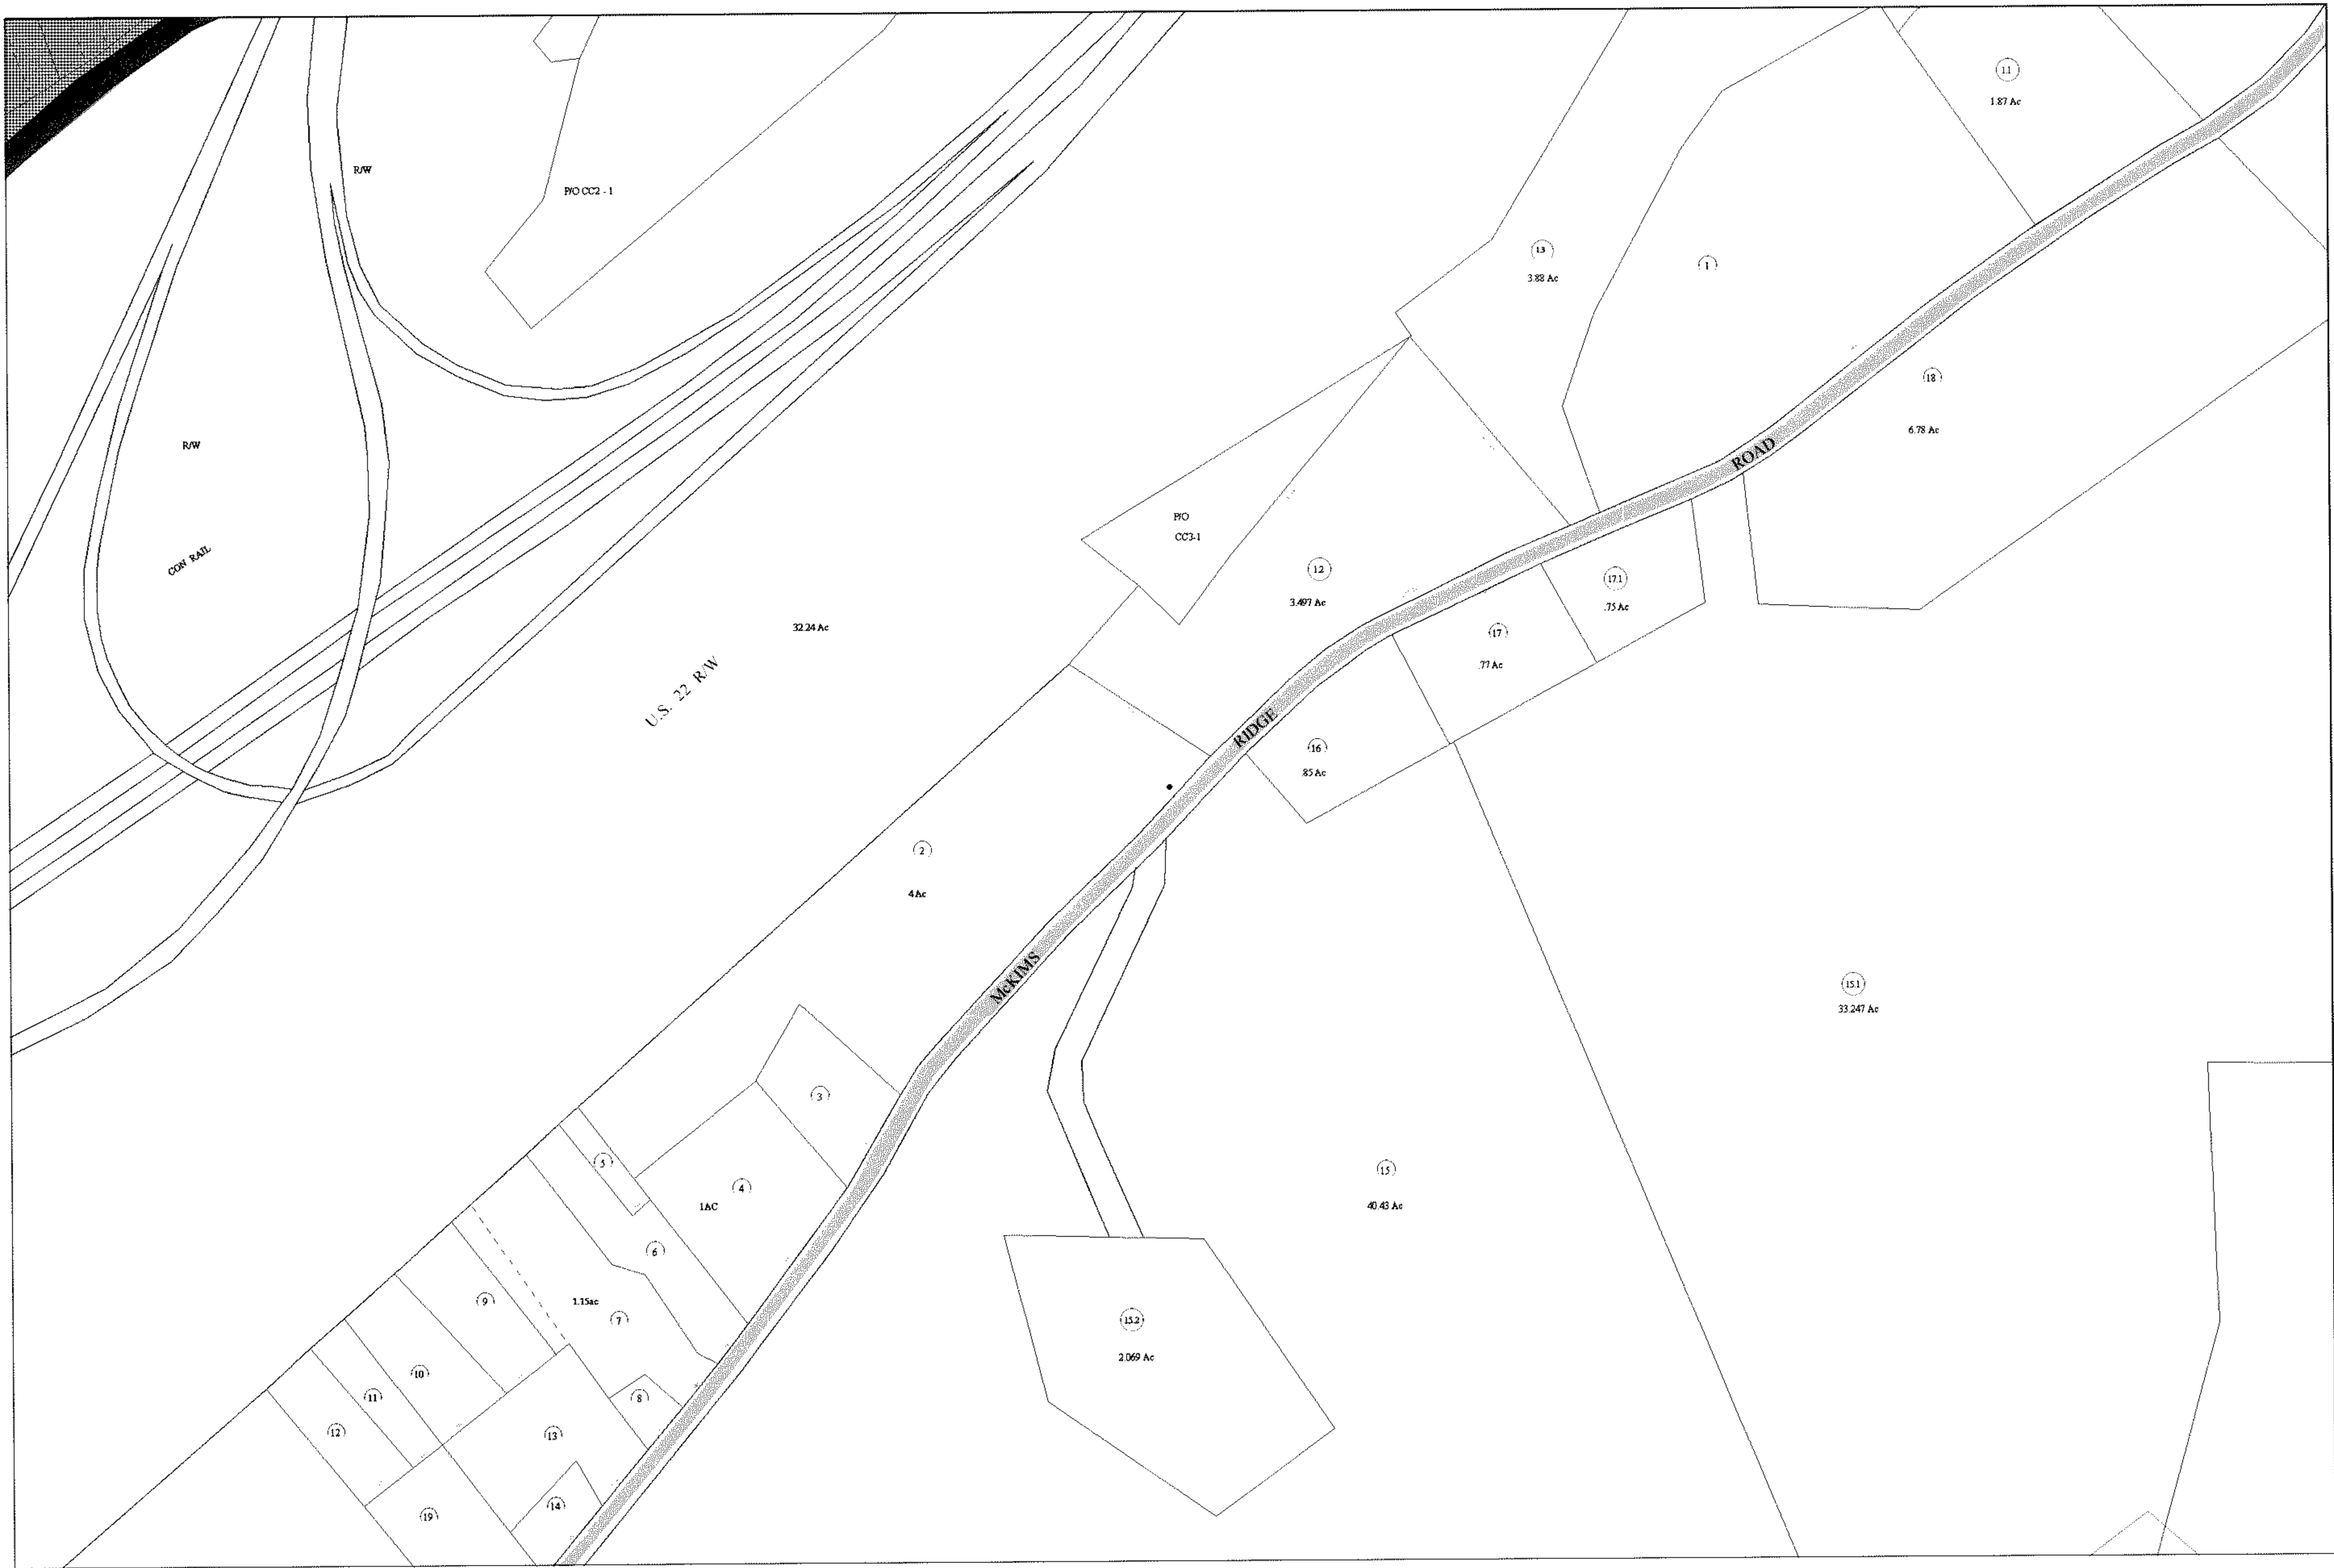 11
1.87 Ac
R/W
P/O CC2 - 1
13
3.88 Ac
1
18
6.78 Ac
R/W
ROAD
P/O
CC3-1
CON RAIL
12
3.497 Ac
17.1
.75 Ac
32.24 Ac
17
.77 Ac
U.S. 22 R/W
RIDGE
16
.85 Ac
2
4 Ac
McKIMS
15.1
33.247 Ac
3
5
4
1AC
15
40.43 Ac
6
9
1.15ac
7
15.2
2.069 Ac
10
11
8
12
13
14
19